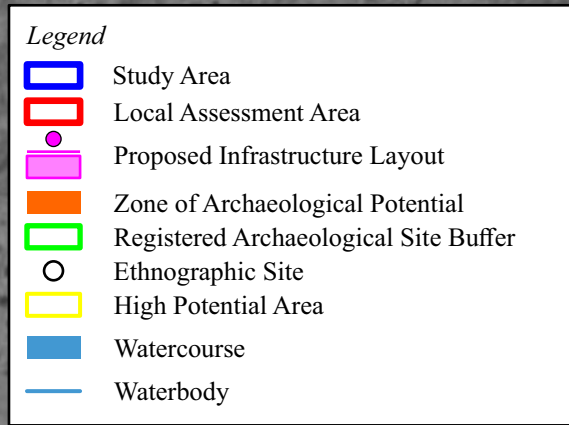 Legend
Study Area
Local Assessment Area
Proposed Infrastructure Layout
Zone of Archaeological Potential
Registered Archaeological Site Buffer
Ethnographic Site
High Potential Area
Watercourse
Waterbody